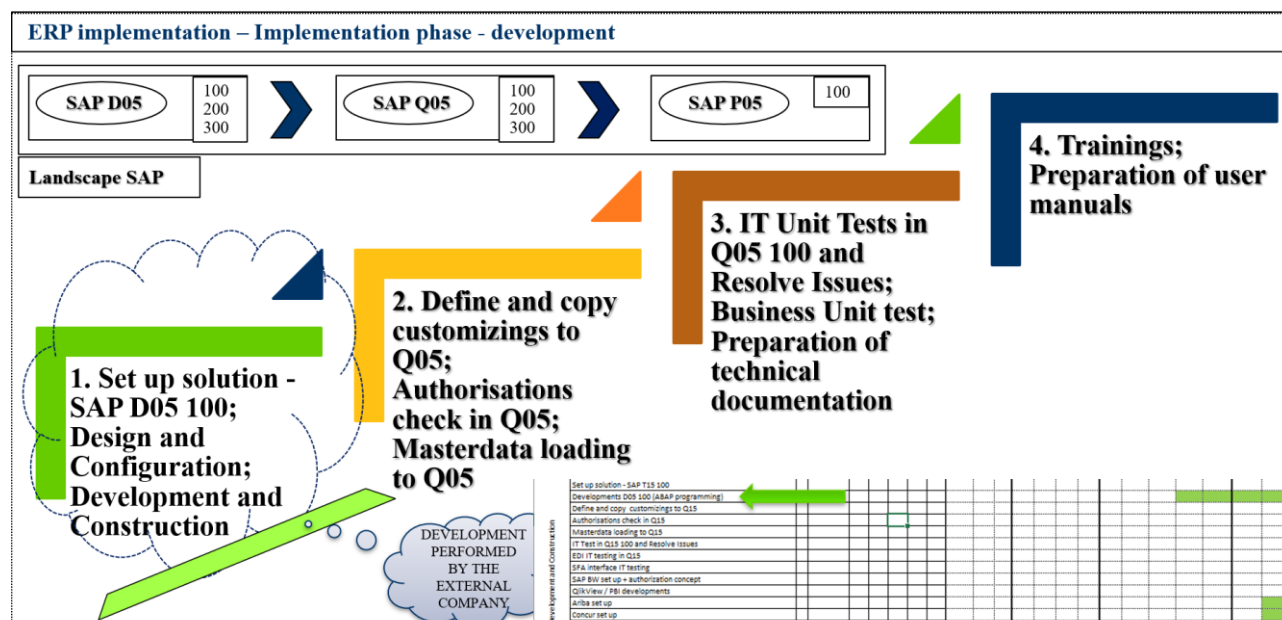 ERP implementation – Implementation phase - development
SAP D05
100
200
300
SAP Q05
100
200
300
SAP P05
100
Landscape SAP
1. Set up solution -
SAP D05 100;
Design and
Configuration;
Development and
Construction
2. Define and copy
customizings to
Q05;
Authorisations
check in Q05;
Masterdata loading
to Q05
3. IT Unit Tests in
Q05 100 and
Resolve Issues;
Business Unit test;
Preparation of
technical
documentation
4. Trainings;
Preparation of user
manuals
DEVELOPMENT
PERFORMED
BY THE
EXTERNAL
COMPANY
evelopment and Construction
Set up solution - SAP T15 100
Developments D05 100 (ABAP programming)
Define and copy customizings to Q15
Authorisations check in Q15
Masterdata loading to Q15
IT Test in Q15 100 and Resolve Issues
EDI IT testing in Q15
SFA interface IT testing
SAP BW set up + authorization concept
QlikView / PBI developments
Ariba set up
Concur set up